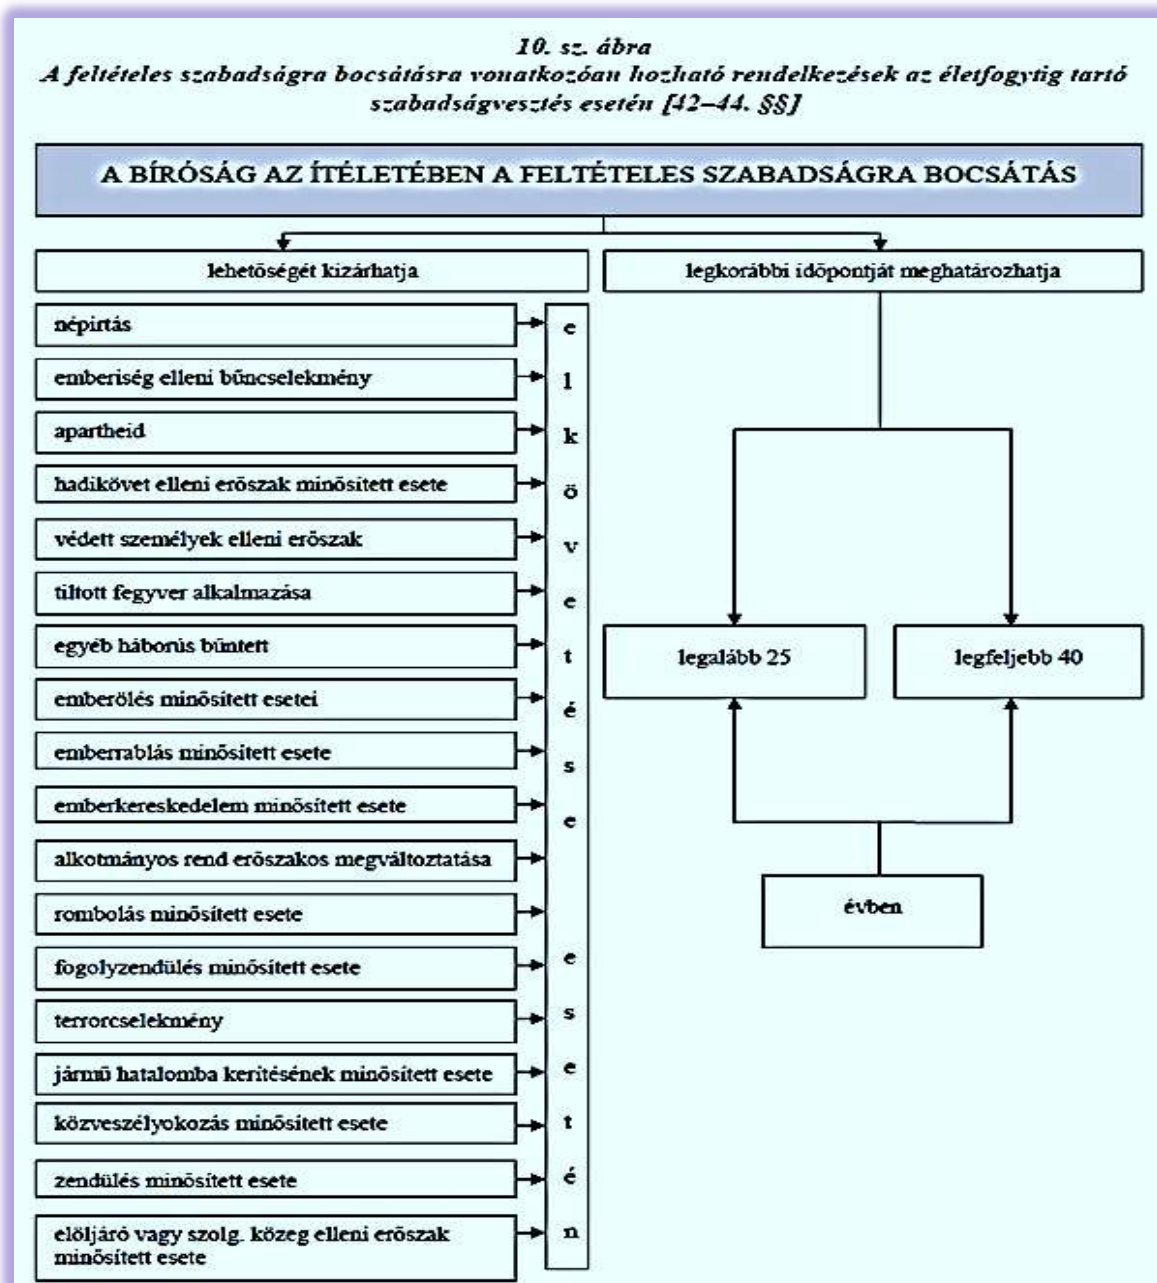 10. sz. ábra
A feltételes szabadságra bocsátásra vonatkozóan hozható rendelkezések az életfogytig tartó
szabadságvesztés esetén [42–44. §§]
A BÍRÓSÁG AZ ÍTÉLETÉBEN A FELTÉTELES SZABADSÁGRA BOCSÁTÁS
lehetőségét kizárhatja
legkorábbi időpontját meghatározhatja
népirtás
emberiség elleni bűncselekmény
apartheid
hadikövet elleni erőszak minősített esete
védett személyek elleni erőszak
tiltott fegyver alkalmazása
egyéb háborús bűntett
emberölés minősített esetei
emberrablás minősített esete
emberkereskedelem minősített esete
alkotmányos rend erőszakos megváltoztatása
rombolás minősített esete
fogolyzendülés minősített esete
terrorcselekmény
jármű hatalomba kerítésének minősített esete
közveszélyokozás minősített esete
zendülés minősített esete
elöljáró vagy szolg. közeg elleni erőszak
minősített esete
elkövetése esetén
legalább 25
legfeljebb 40
évben